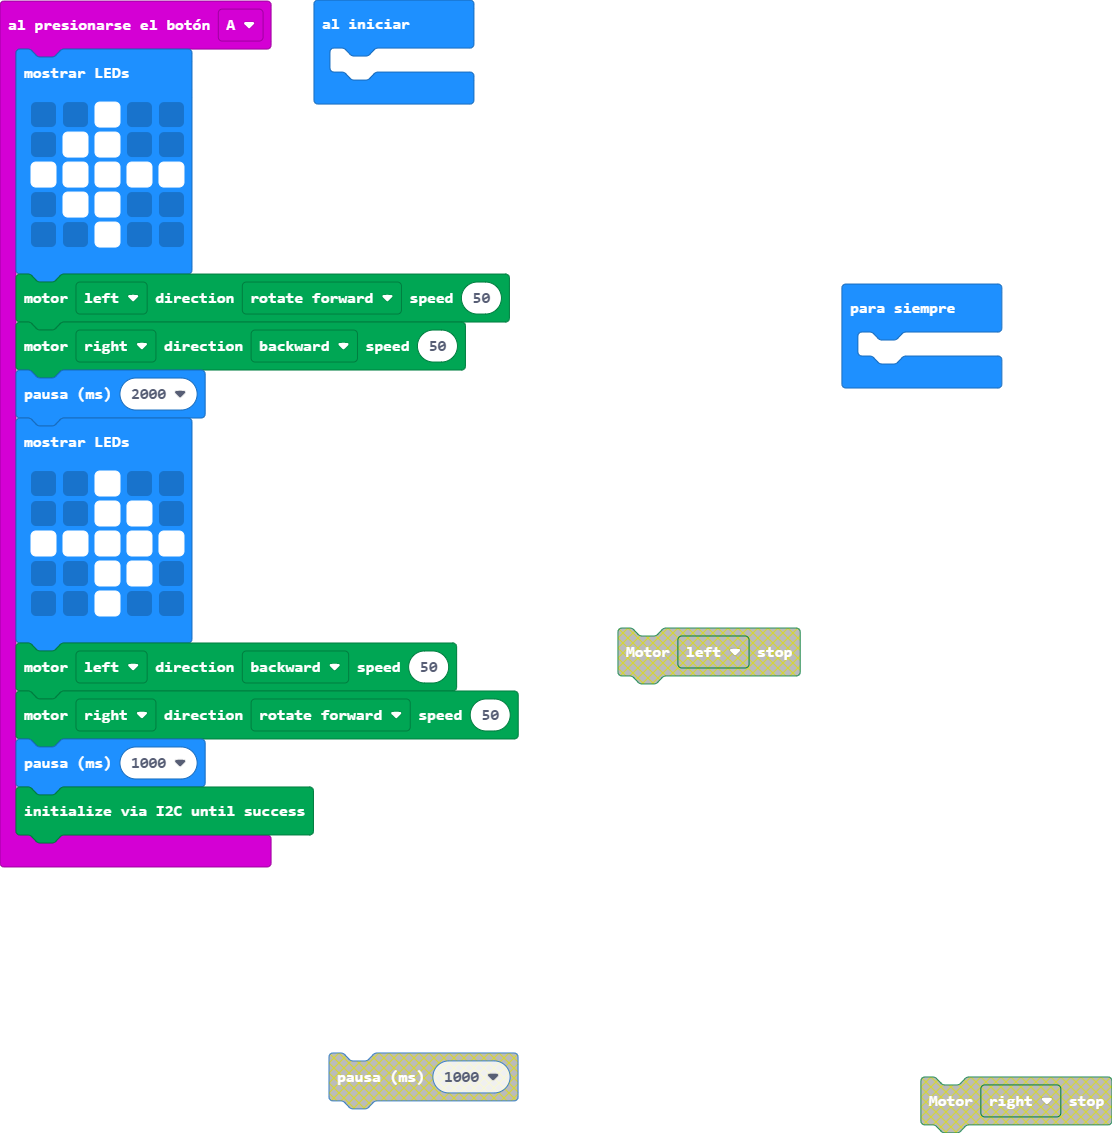 al presionarse el botón A
mostrar LEDs
motor left direction rotate forward speed 50
motor right direction backward speed 50
pausa (ms) 2000
mostrar LEDs
motor left direction backward speed 50
motor right direction rotate forward speed 50
pausa (ms) 1000
initialize via I2C until success
al iniciar
para siempre
Motor left stop
pausa (ms) 1000
Motor right stop